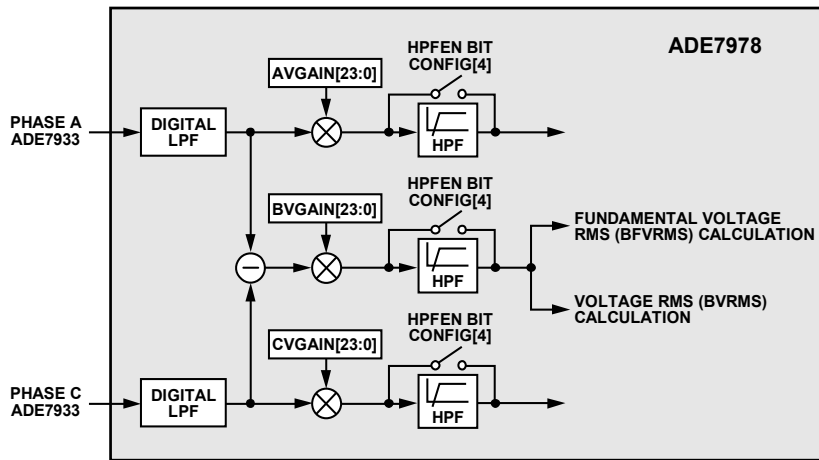 ADE7978
HPFEN BIT
CONFIG[4]
AVGAIN[23:0]
PHASE A
ADE7933
DIGITAL
LPF
HPF
HPFEN BIT
CONFIG[4]
BVGAIN[23:0]
HPF
FUNDAMENTAL VOLTAGE
RMS (BFVRMS) CALCULATION
VOLTAGE RMS (BVRMS)
CALCULATION
HPFEN BIT
CONFIG[4]
CVGAIN[23:0]
PHASE C
ADE7933
DIGITAL
LPF
HPF